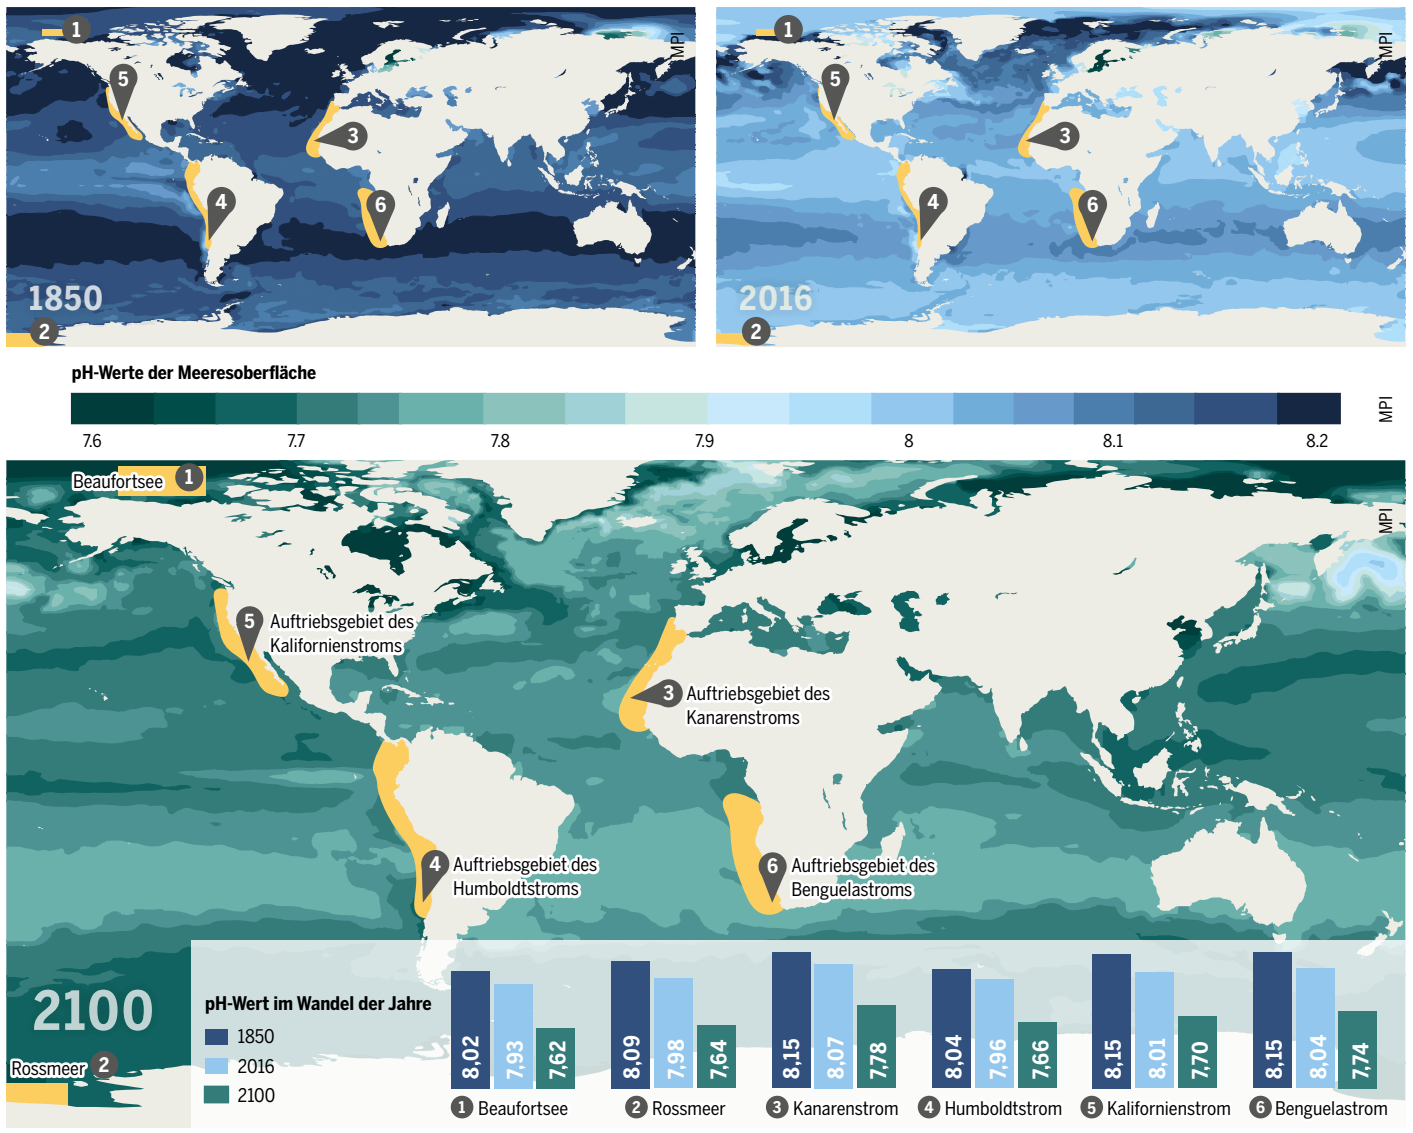 1
5
3
4
6
1850
2
MPI
1
5
3
4
6
2016
2
MPI
pH-Werte der Meeresoberfläche
7.6 7.7 7.8 7.9 8 8.1 8.2
MPI
Beaufortsee 1
MPI
5 Auftriebsgebiet des
Kalifornienstroms
3 Auftriebsgebiet des
Kanarenstroms
4 Auftriebsgebiet des
Humboldtstroms
6 Auftriebsgebiet des
Benguelastroms
2100
Rossmeer 2
pH-Wert im Wandel der Jahre
1850
2016
2100
8,02 7,93 7,62
8,09 7,98 7,64
8,15 8,07 7,78
8,04 7,96 7,66
8,15 8,01 7,70
8,15 8,04 7,74
1 Beaufortsee
2 Rossmeer
3 Kanarenstrom
4 Humboldtstrom
5 Kalifornienstrom
6 Benguelastrom